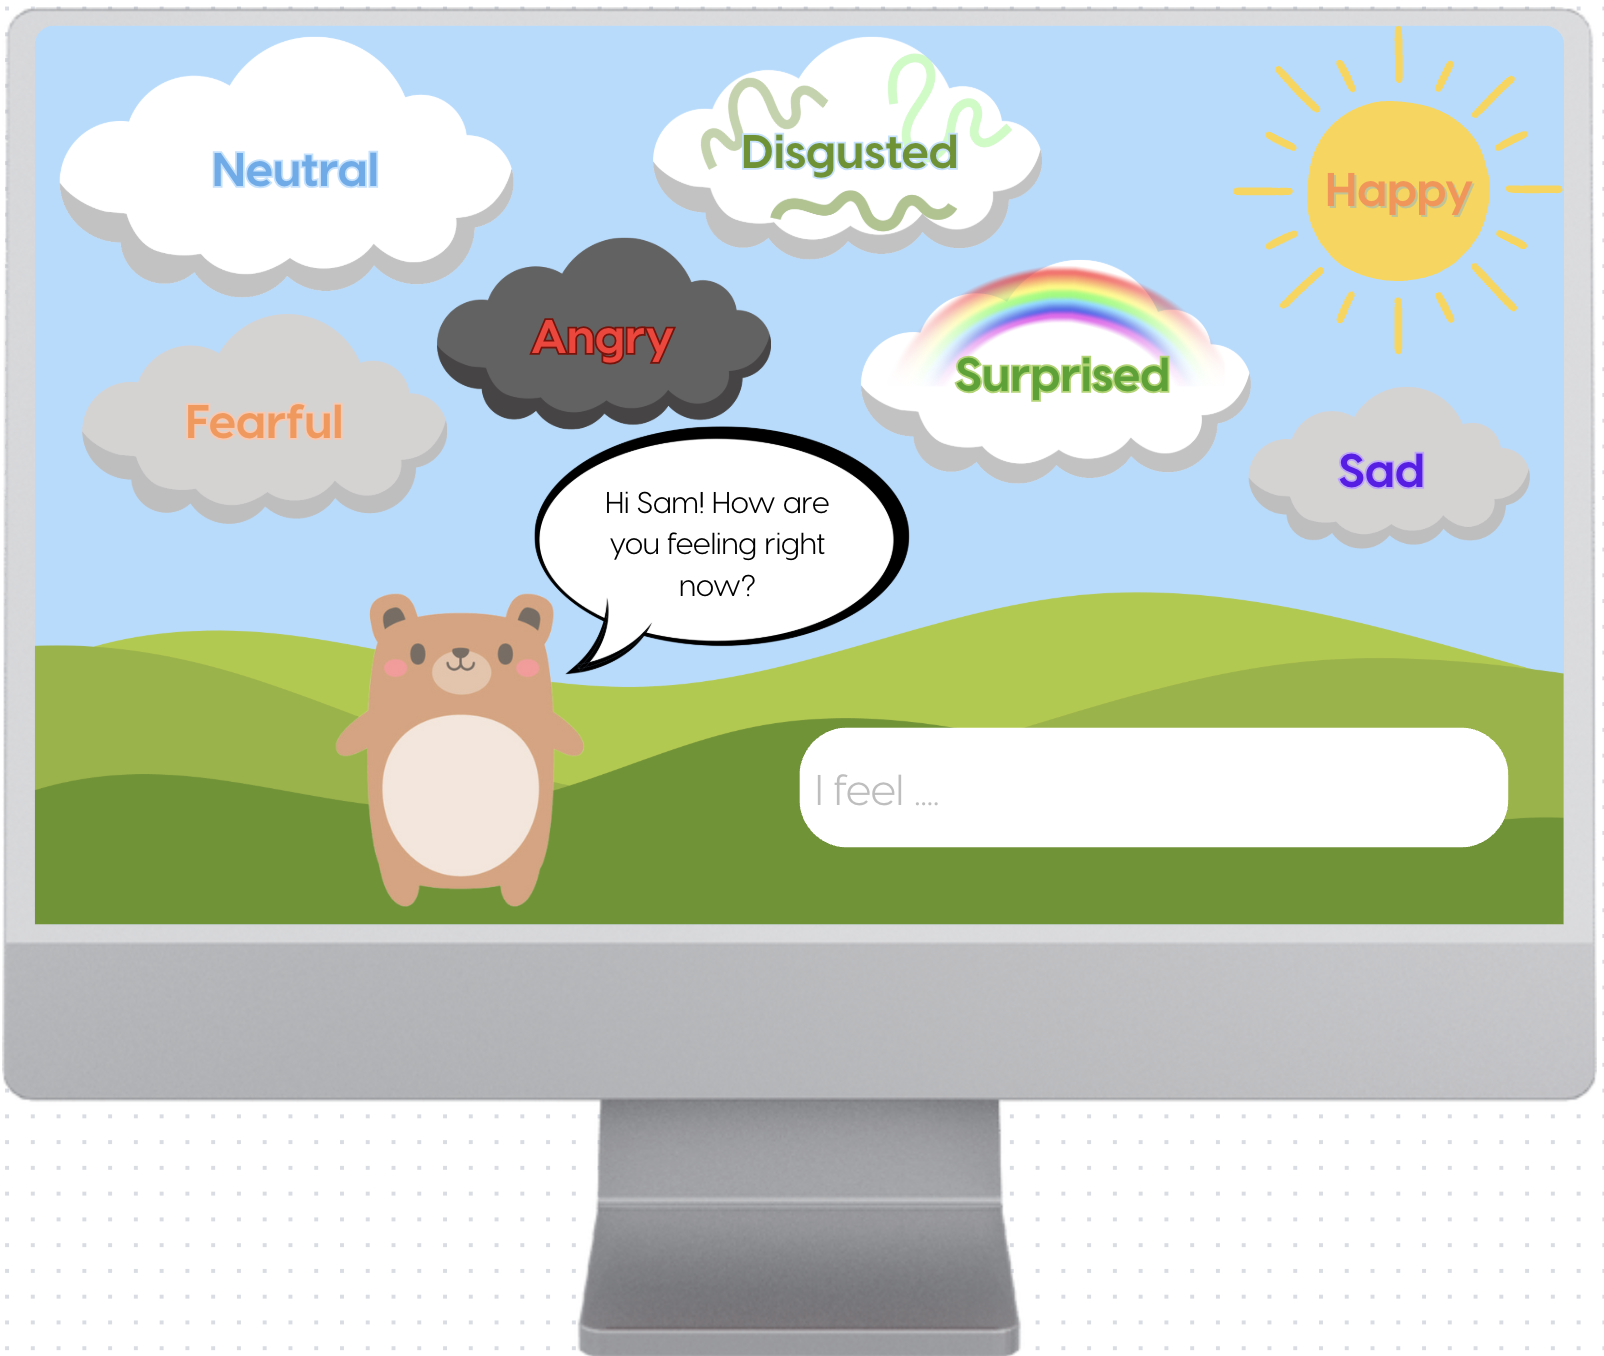 Neutral
Disgusted
Happy
Angry
Surprised
Fearful
Sad
Hi Sam! How are
you feeling right
now?
I feel ....